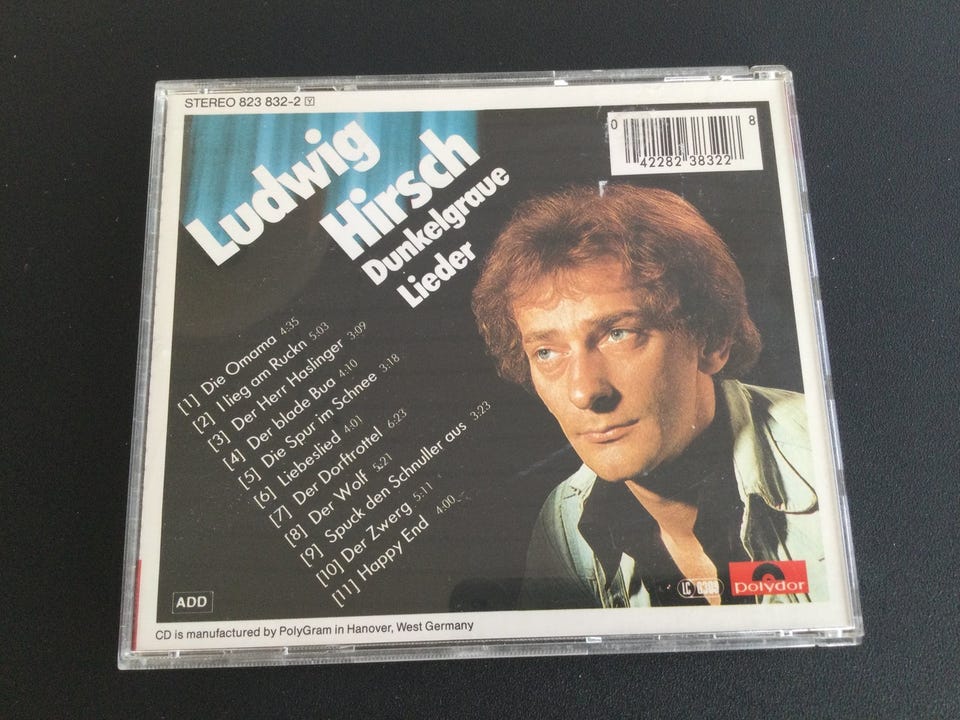 STEREO 823 832-2 Y
Ludwig
Hirsch
Dunkelgraue
Lieder
0 42282 38322 8
[1] Die Omama 4:35
[2] I lieg am Ruckn 5:03
[3] Der Herr Haslinger 3:09
[4] Der blade Bua 4:10
[5] Die Spur im Schnee 3:18
[6] Liebeslied 4:01
[7] Der Dorftrottel 6:23
[8] Der Wolf 5:21
[9] Spuck den Schnuller aus 3:23
[10] Der Zwerg 5:11
[11] Happy End 4:00
ADD
LC 0309
polydor
CD is manufactured by PolyGram in Hanover, West Germany